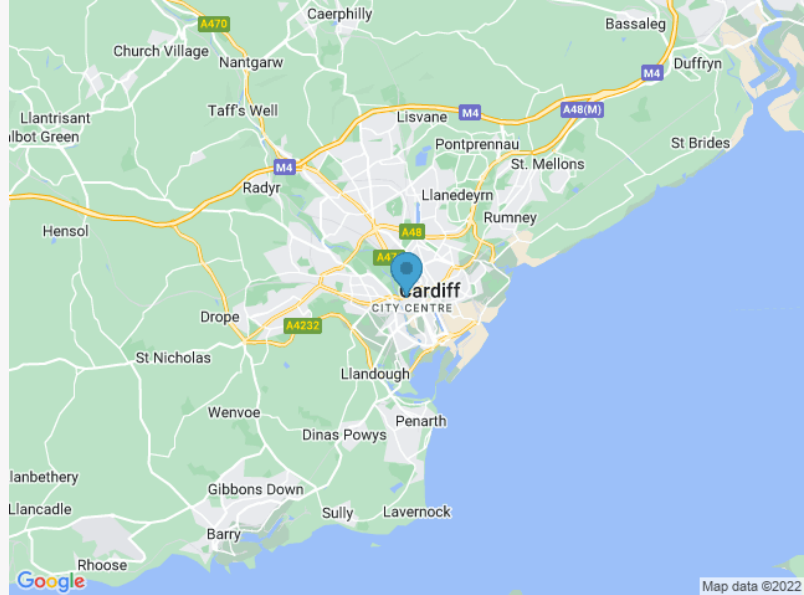 Caerphilly
Bassaleg
A470
Church Village
Nantgarw
M4
Duffryn
Taff's Well
Llantrisant
M4
A48(M)
Lisvane
albot Green
Pontprennau
St Brides
St. Mellons
M4
Radyr
Llanedeyrn
Rumney
Hensol
A48
A47
Cardiff
CITY CENTRE
Drope
A4232
St Nicholas
Llandough
Wenvoe
Penarth
Dinas Powys
lanbethery
Gibbons Down
Llancadle
Sully
Lavernock
Barry
Rhoose
Google
Map data ©2022